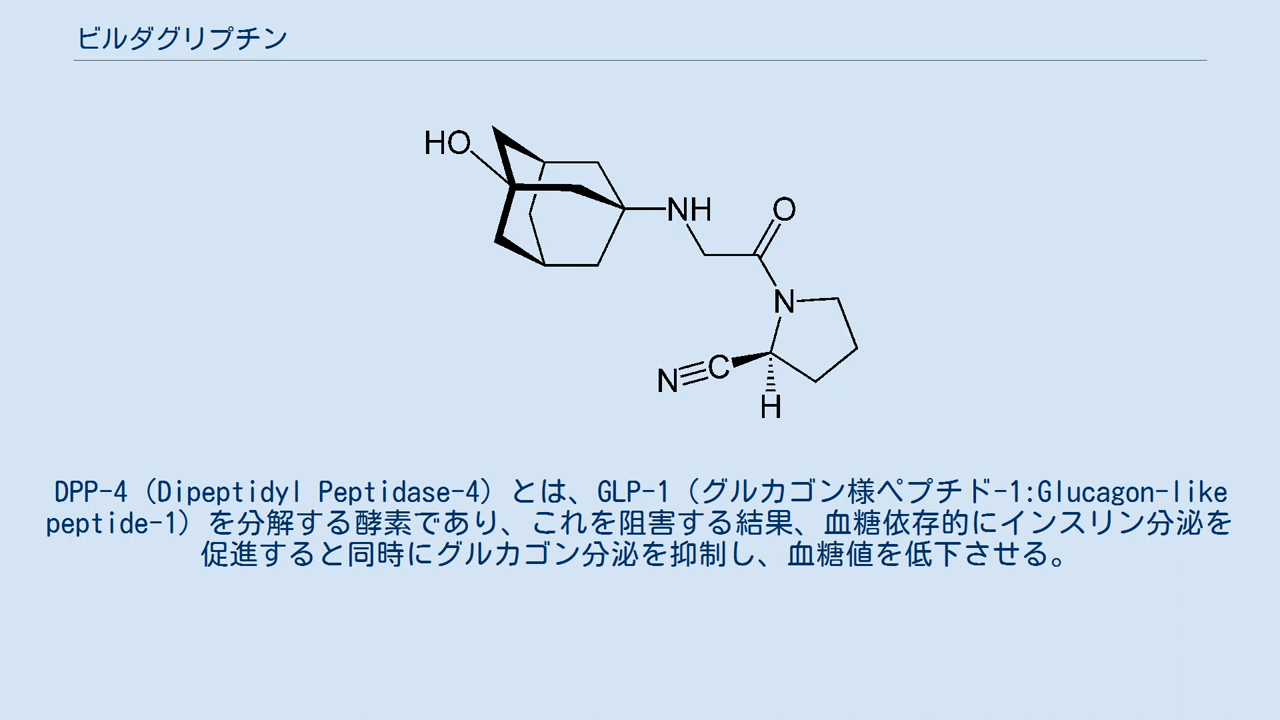 ビルダグリプチン
HO
NH
O
N
N≡C
H
DPP-4（Dipeptidyl Peptidase-4）とは、GLP-1（グルカゴン様ペプチド-1:Glucagon-like
peptide-1）を分解する酵素であり、これを阻害する結果、血糖依存的にインスリン分泌を
促進すると同時にグルカゴン分泌を抑制し、血糖値を低下させる。